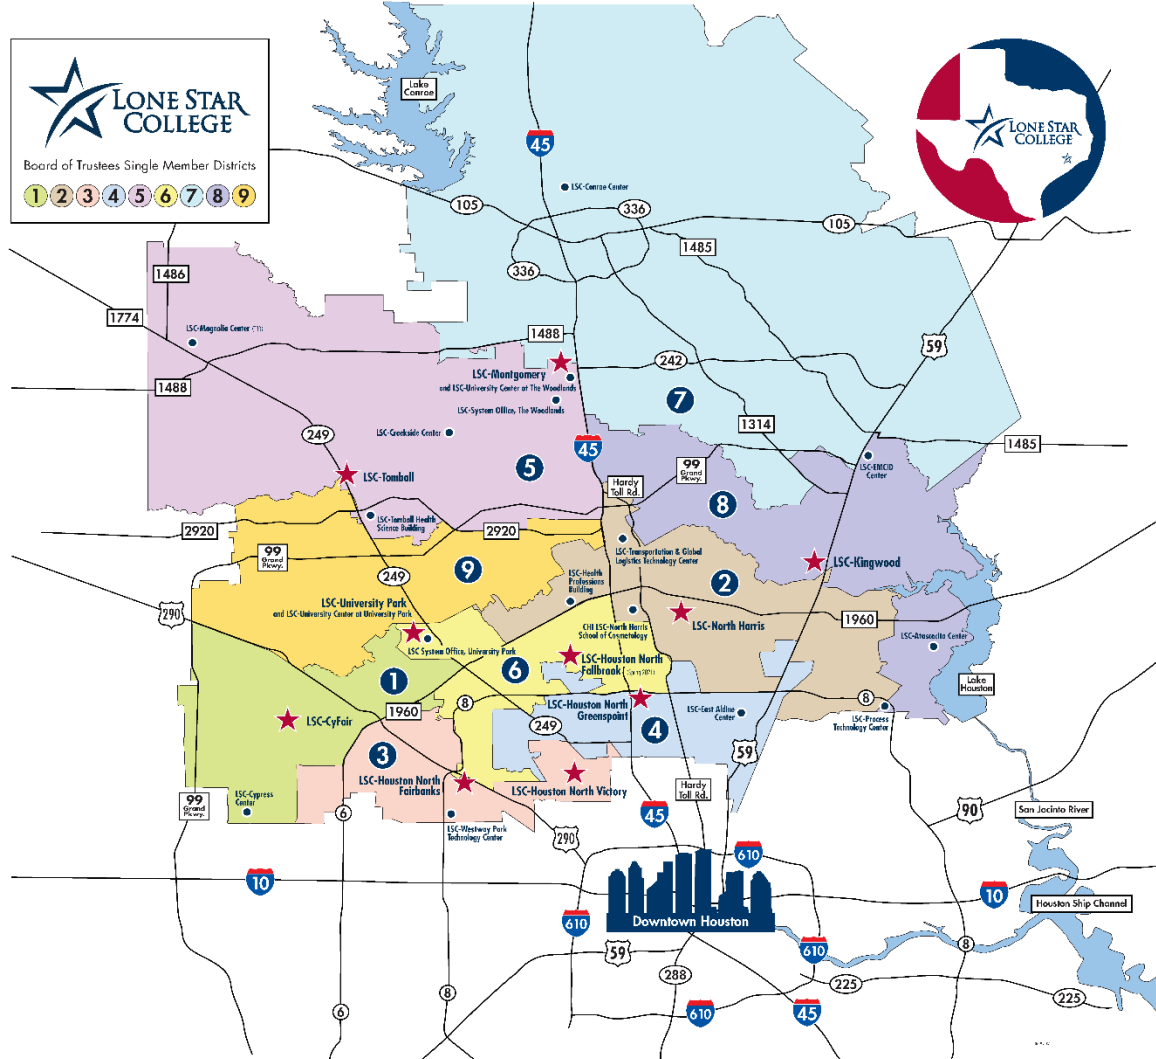 LONE STAR
COLLEGE
Board of Trustees Single Member Districts
1 2 3 4 5 6 7 8 9
LONE STAR
COLLEGE
Lake
Conroe
45
LSC-Conroe Center
105
336
105
1485
336
1486
1774
LSC-Magnolia Center
1488
59
1488
242
LSC-Montgomery
and LSC-University Center at The Woodlands
LSC-System Office, The Woodlands
7
1314
249
LSC-Creekside Center
45
1485
LSC-EMCID
Center
5
99
Grand
Pkwy.
LSC-Tomball
Hardy
Toll Rd.
8
LSC-Tomball Health
Science Building
2920
2920
99
Grand
Pkwy.
LSC-Transportation & Global
Logistics Technology Center
LSC-Kingwood
9
249
LSC-Health
Professions
Building
2
290
LSC-University Park
and LSC-University Center at University Park
CHI LSC-North Harris
School of Cosmetology
LSC-North Harris
1960
LSC-Atascocita Center
LSC System Office, University Park
6
LSC-Houston North
Fallbrook
1
Lake
Houston
8
8
1960
LSC-Houston North
Greenspoint
LSC-CyFair
249
4
LSC-East Aldine
Center
LSC-Process
Technology Center
3
59
LSC-Houston North
Fairbanks
LSC-Houston North Victory
Hardy
Toll Rd.
99
Grand
Pkwy.
LSC-Cypress
Center
6
LSC-Westway Park
Technology Center
290
45
90
San Jacinto River
610
10
10
Houston Ship Channel
Downtown Houston
610
59
610
8
288
225
225
8
6
610
45